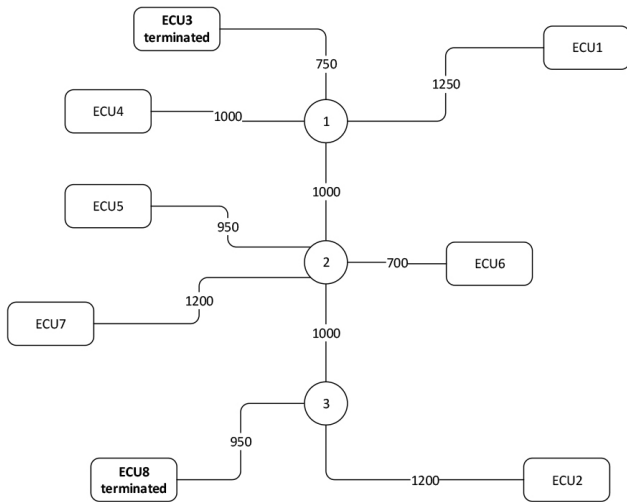 ECU3
terminated
ECU1
750
1250
ECU4
1000
1
1000
ECU5
950
2
700
ECU6
1200
ECU7
1000
3
950
ECU8
terminated
1200
ECU2